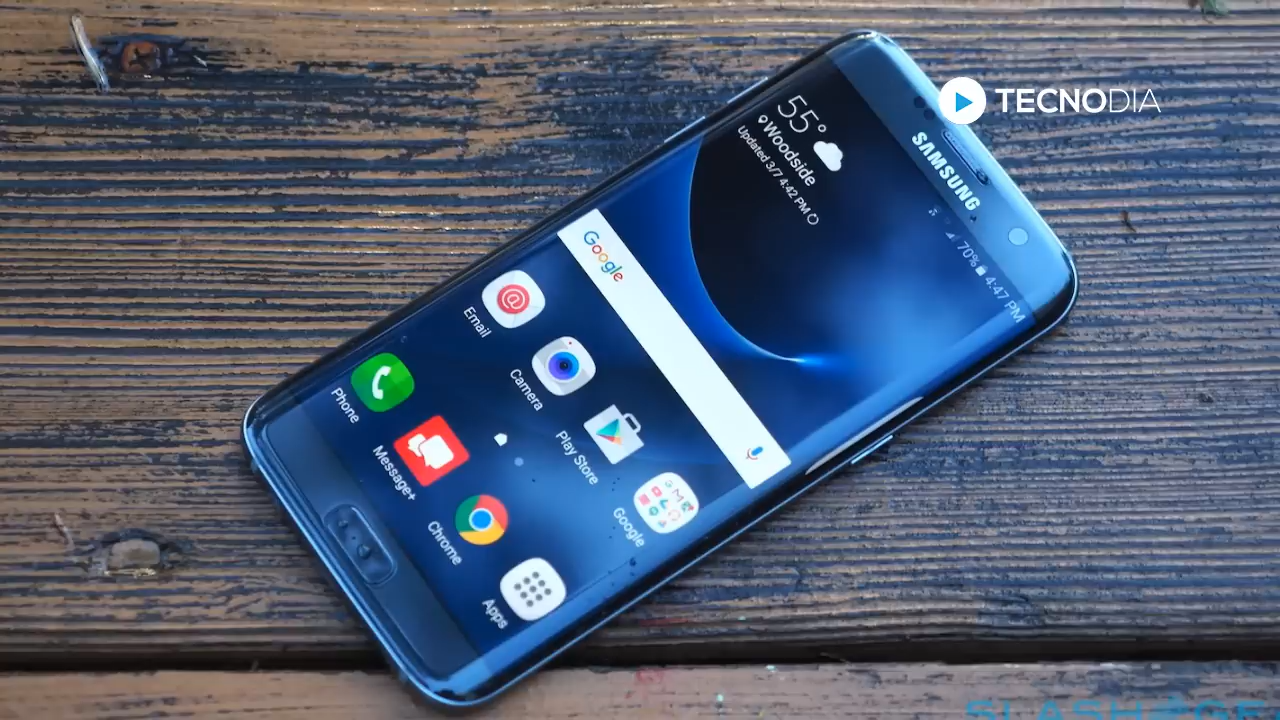 TECNODIA
SAMSUNG
70% 4:47 PM
55°
Woodside
Updated 3/7 4:42 PM
Google
Email
Camera
Play Store
Google
Phone
Message+
Chrome
Apps
SLASHGEAR